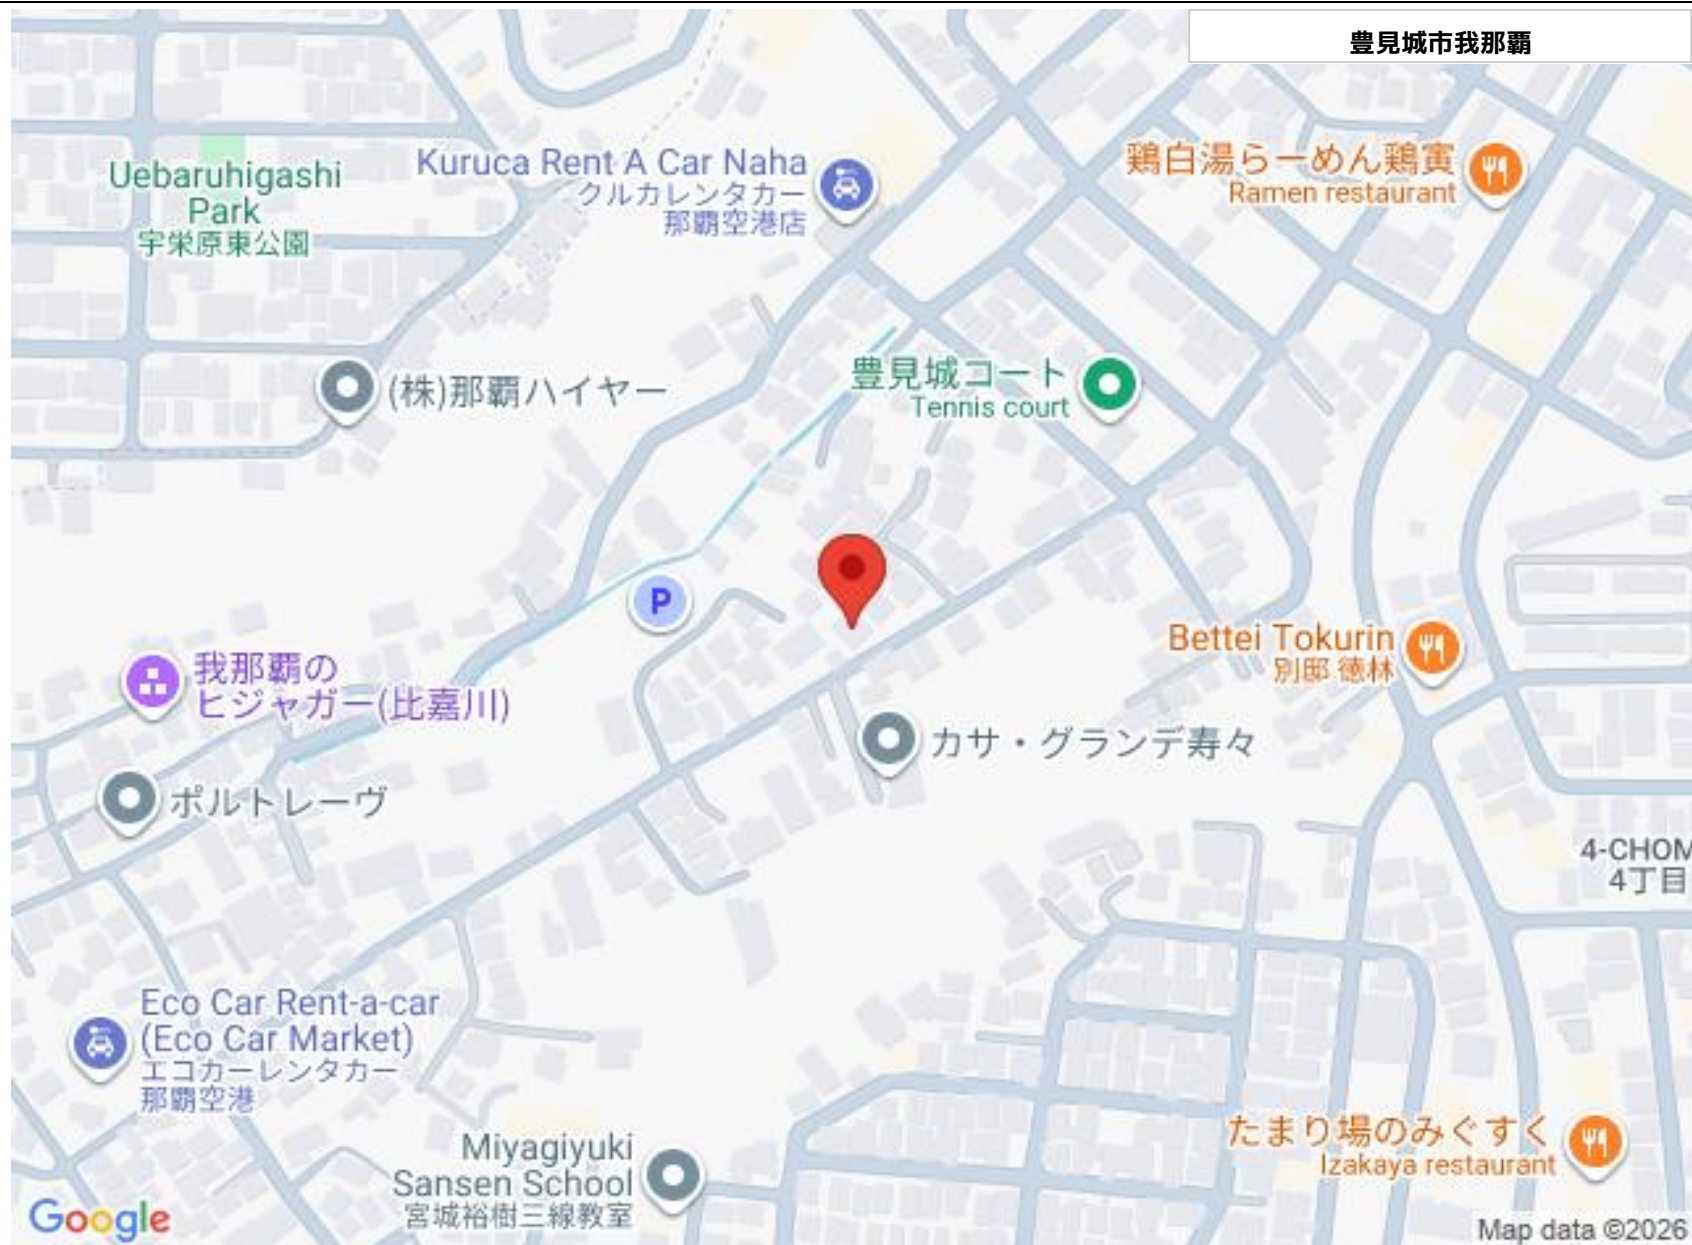 豊見城市我那覇
Uebaruhigashi
Park
宇栄原東公園
Kuruca Rent A Car Naha
クルカレンタカー
那覇空港店
鶏白湯らーめん鶏寅
Ramen restaurant
(株)那覇ハイヤー
豊見城コート
Tennis court
P
Bettei Tokurin
別邸 徳林
我那覇の
ヒジャガー(比嘉川)
カサ・グランデ寿々
ポルトレーヴ
4-CHOM
4丁目
Eco Car Rent-a-car
(Eco Car Market)
エコカーレンタカー
那覇空港
たまり場のみぐすく
Izakaya restaurant
Miyagiyuki
Sansen School
宮城裕樹三線教室
Google
Map data ©2026